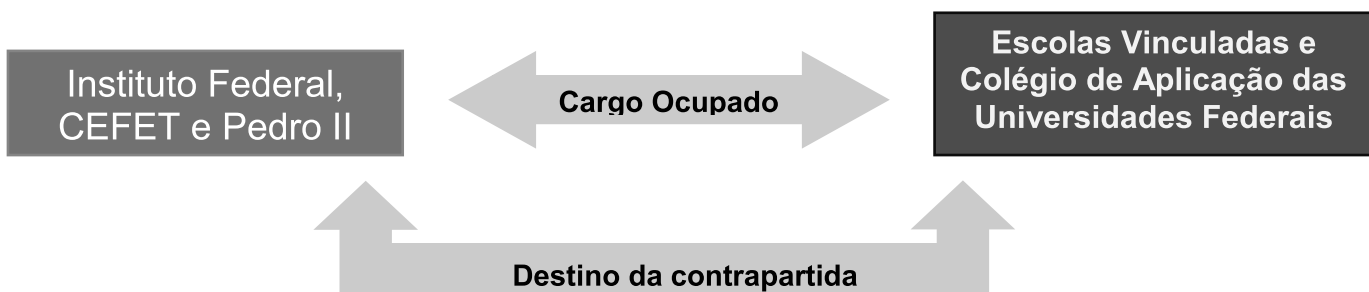 Instituto Federal,
CEFET e Pedro II
Cargo Ocupado
Escolas Vinculadas e
Colégio de Aplicação das
Universidades Federais
Destino da contrapartida